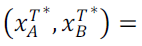 (x_A^{T*}, x_B^{T*}) =